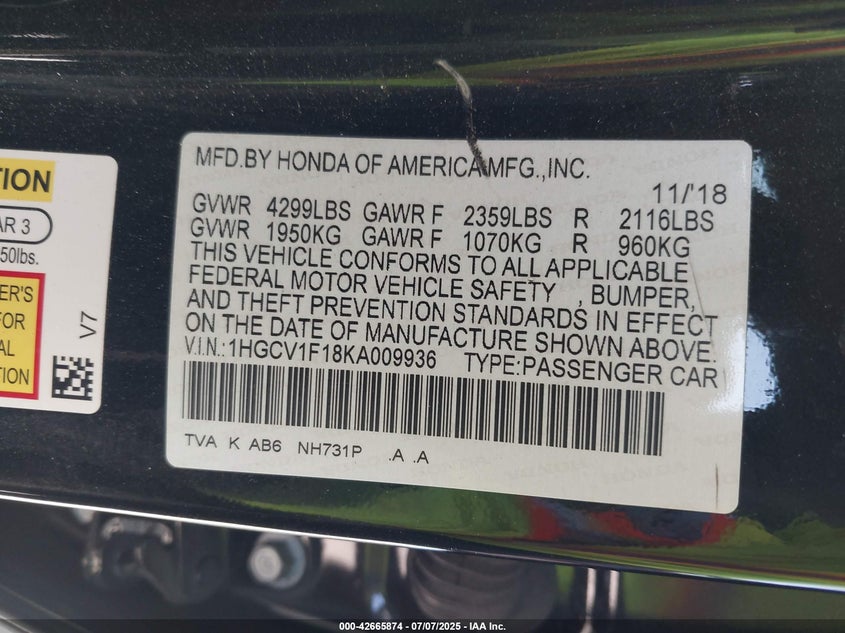 TION
AR 3
50lbs.
ER'S
FOR
AL
TION
V7
MFD.BY HONDA OF AMERICA MFG.,INC.
11/'18
GVWR 4299LBS GAWR F 2359LBS R 2116LBS
GVWR 1950KG GAWR F 1070KG R 960KG
THIS VEHICLE CONFORMS TO ALL APPLICABLE
FEDERAL MOTOR VEHICLE SAFETY , BUMPER,
AND THEFT PREVENTION STANDARDS IN EFFECT
ON THE DATE OF MANUFACTURE SHOWN ABOVE.
V.I.N.:1HGCV1F18KA009936 TYPE:PASSENGER CAR
TVA K AB6 NH731P .A .A
000-42665874 / 07/07/2025 - IAA Inc.